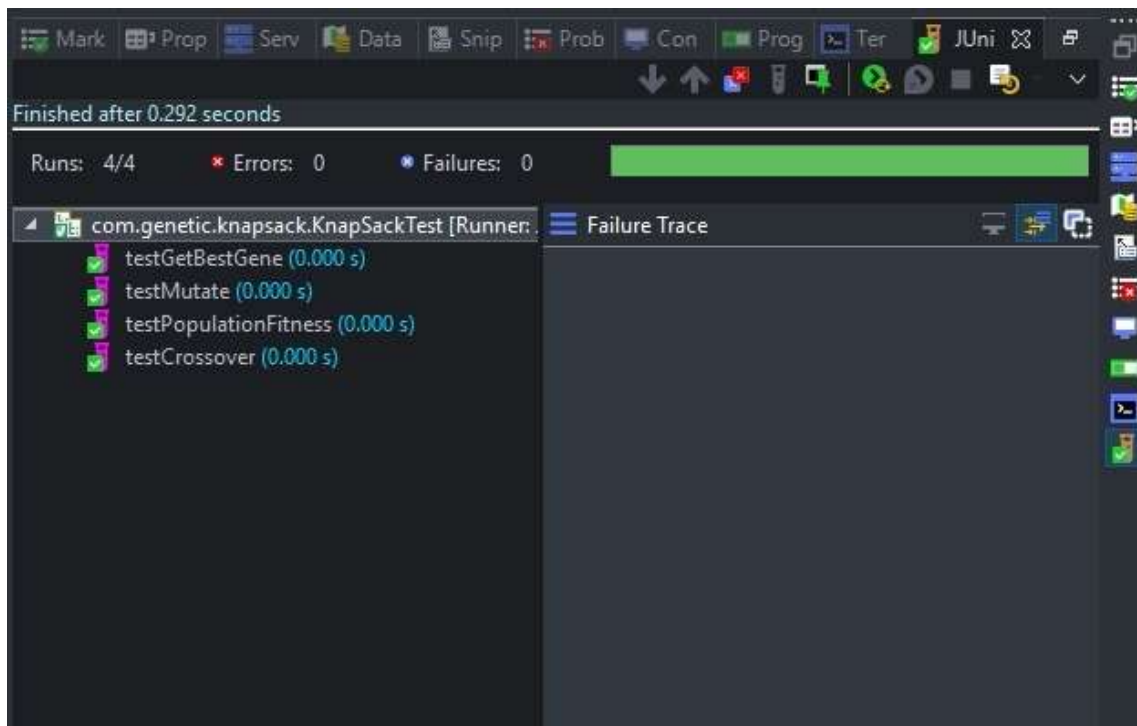 Mark Prop Serv Data Snip Prob Con Prog Ter JUni
Finished after 0.292 seconds
Runs: 4/4 Errors: 0 Failures: 0
com.genetic.knapsack.KnapSackTest [Runner: Failure Trace
testGetBestGene (0.000 s)
testMutate (0.000 s)
testPopulationFitness (0.000 s)
testCrossover (0.000 s)